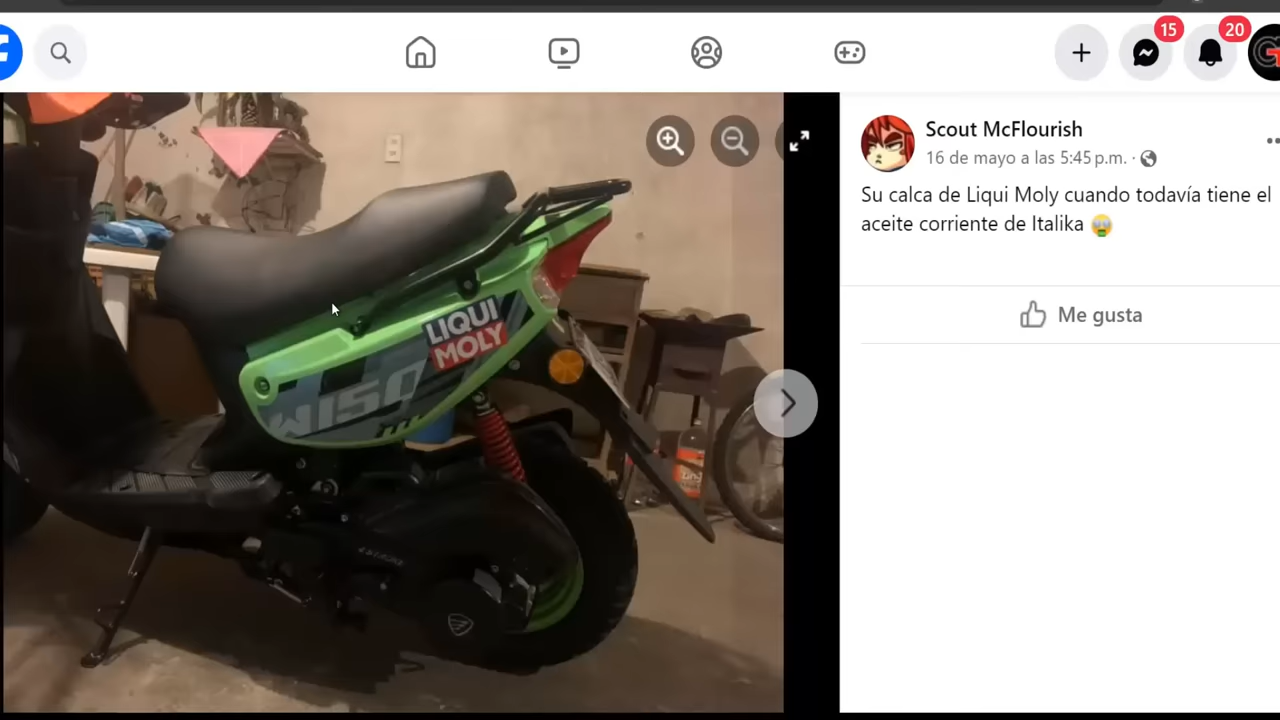 15
20
Scout McFlourish
16 de mayo a las 5:45 p.m. ·
Su calca de Liqui Moly cuando todavía tiene el
aceite corriente de Italika
Me gusta
LIQUI
MOLY
W150